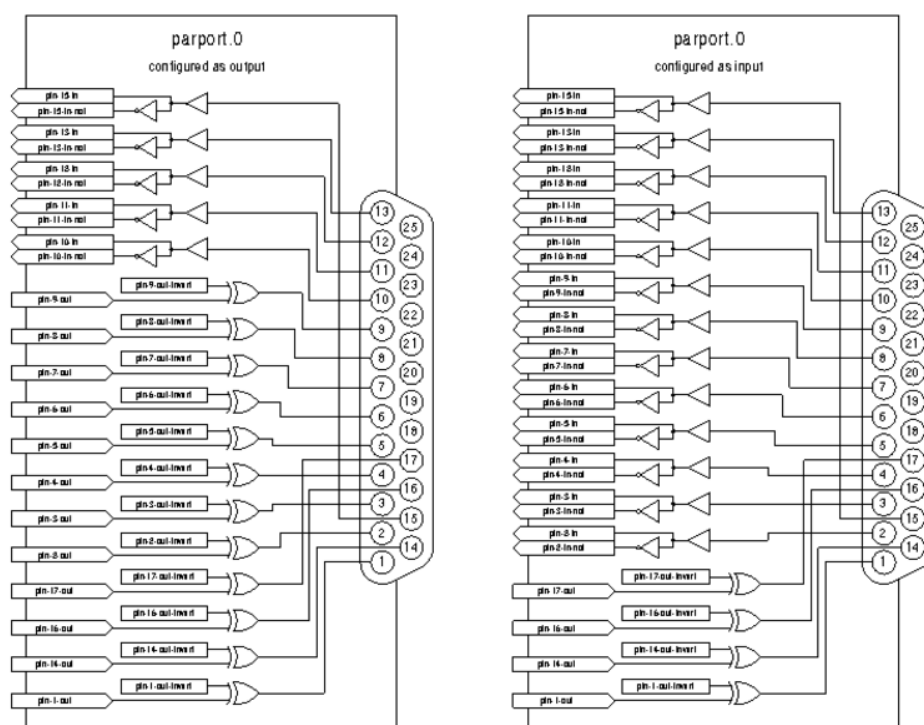 parport.0
configured as output
pin-15-in
pin-15-in-not
pin-13-in
pin-13-in-not
pin-12-in
pin-12-in-not
pin-11-in
pin-11-in-not
pin-10-in
pin-10-in-not
pin-9-out-invert
pin-9-out
pin-8-out-invert
pin-8-out
pin-7-out-invert
pin-7-out
pin-6-out-invert
pin-6-out
pin-5-out-invert
pin-5-out
pin-4-out-invert
pin-4-out
pin-3-out-invert
pin-3-out
pin-2-out-invert
pin-2-out
pin-17-out-invert
pin-17-out
pin-16-out-invert
pin-16-out
pin-14-out-invert
pin-14-out
pin-1-out-invert
pin-1-out
13
25
12
24
11
23
10
22
9
21
8
20
7
19
6
18
5
17
4
16
3
15
2
14
1
parport.0
configured as input
pin-15-in
pin-15-in-not
pin-13-in
pin-13-in-not
pin-12-in
pin-12-in-not
pin-11-in
pin-11-in-not
pin-10-in
pin-10-in-not
pin-9-in
pin-9-in-not
pin-8-in
pin-8-in-not
pin-7-in
pin-7-in-not
pin-6-in
pin-6-in-not
pin-5-in
pin-5-in-not
pin-4-in
pin-4-in-not
pin-3-in
pin-3-in-not
pin-2-in
pin-2-in-not
pin-17-out-invert
pin-17-out
pin-16-out-invert
pin-16-out
pin-14-out-invert
pin-14-out
pin-1-out-invert
pin-1-out
13
25
12
24
11
23
10
22
9
21
8
20
7
19
6
18
5
17
4
16
3
15
2
14
1